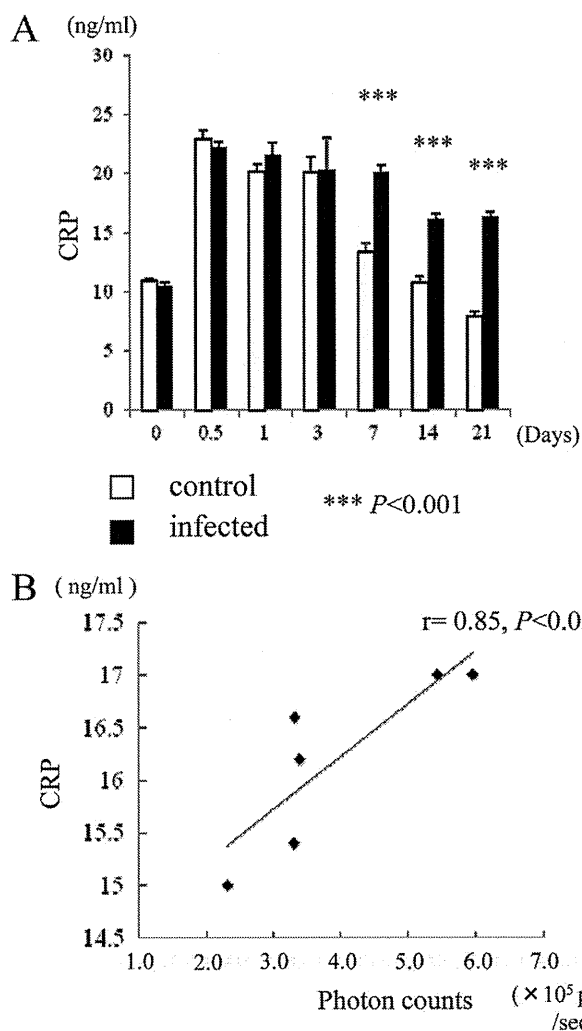 A (ng/ml)
30
25
20
15
10
5
0
CRP
***
***
***
0 0.5 1 3 7 14 21 (Days)
control
infected
*** P<0.001
B ( ng/ml )
r= 0.85, P<0.0
17.5
17
16.5
16
15.5
15
14.5
CRP
1.0 2.0 3.0 4.0 5.0 6.0 7.0
Photon counts (×10⁵ p
/sec